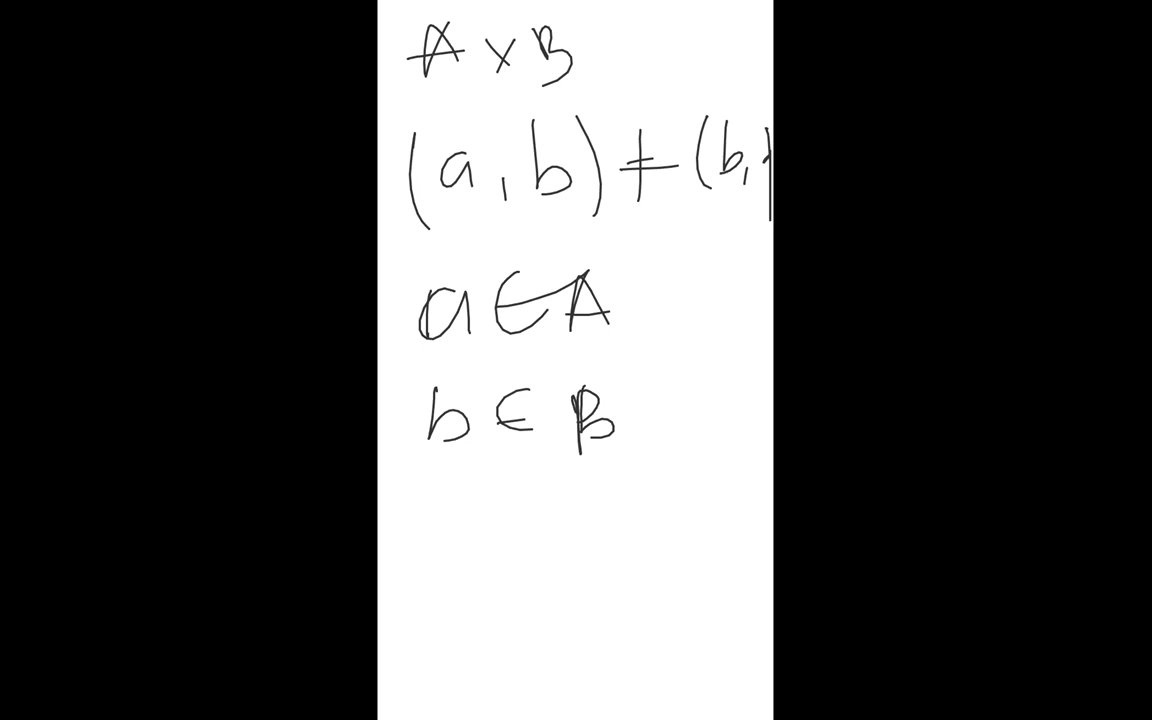 A × B
(a, b) ≠ (b,
a ∈ A
b ∈ B